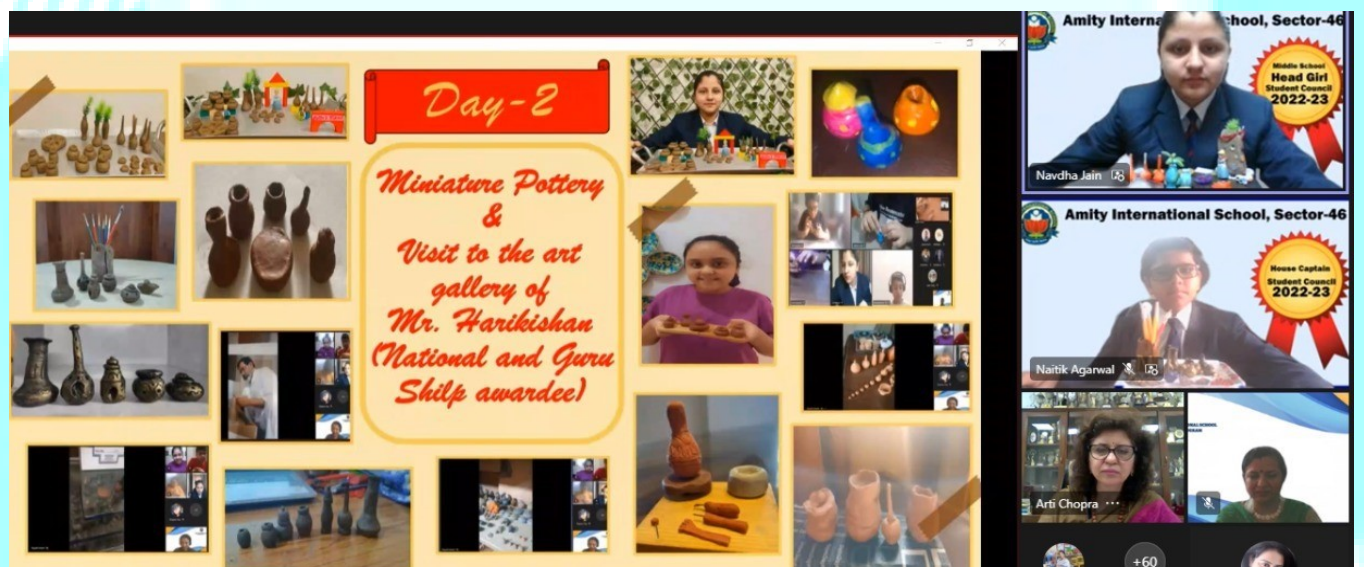 Day-2
Miniature Pottery
&
Visit to the art
gallery of
Mr. Harikishan
(National and Guru
Shilp awardee)
Amity International School, Sector-46
Middle School
Head Girl
Student Council
2022-23
Navdha Jain
Amity International School, Sector-46
House Captain
Student Council
2022-23
Naitik Agarwal
Arti Chopra
+60